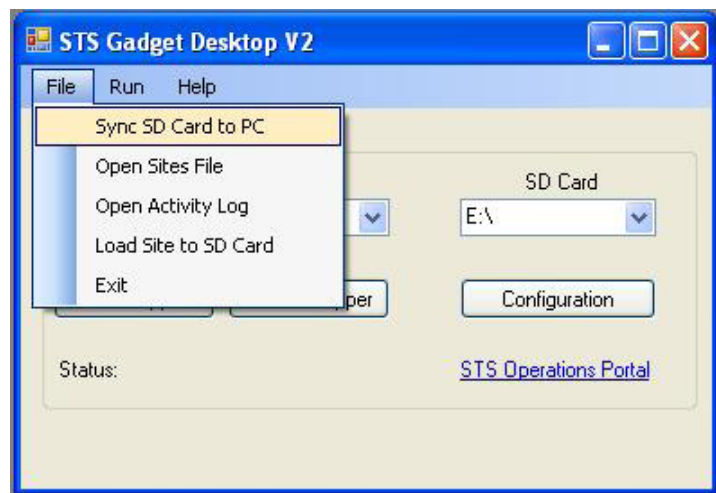 STS Gadget Desktop V2
File Run Help
Sync SD Card to PC
Open Sites File
Open Activity Log
Load Site to SD Card
Exit
SD Card
E:\
Configuration
Status:
STS Operations Portal